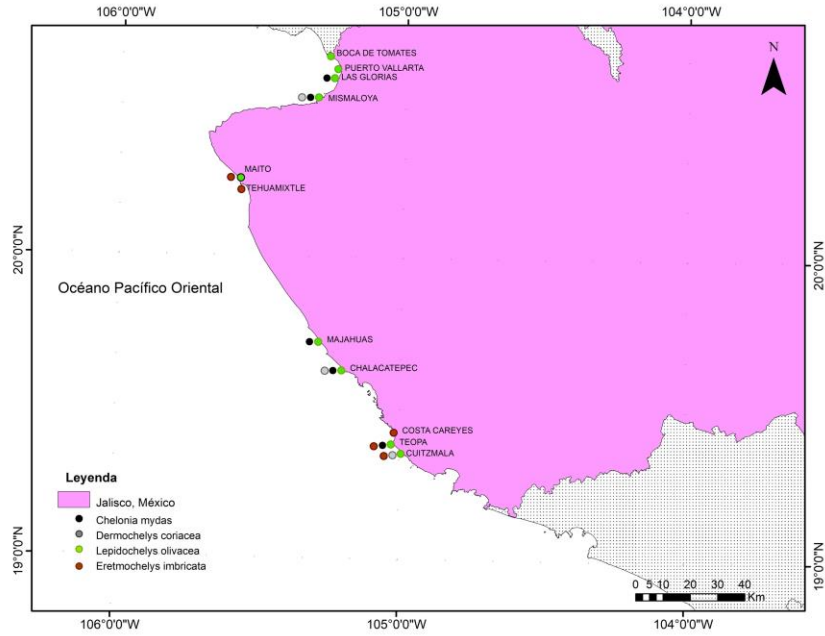 106°0'0"W
105°0'0"W
104°0'0"W
N
BOCA DE TOMATES
PUERTO VALLARTA
LAS GLORIAS
MISMALOYA
MAITO
TEHUAMIXTLE
20°0'0"N
20°0'0"N
Océano Pacífico Oriental
MAJAHUAS
CHALACATEPEC
COSTA CAREYES
TEOPA
CUITZMALA
Leyenda
Jalisco, México
Chelonia mydas
Dermochelys coriacea
Lepidochelys olivacea
Eretmochelys imbricata
19°0'0"N
19°0'0"N
0 5 10 20 30 40
Km
106°0'0"W
105°0'0"W
104°0'0"W